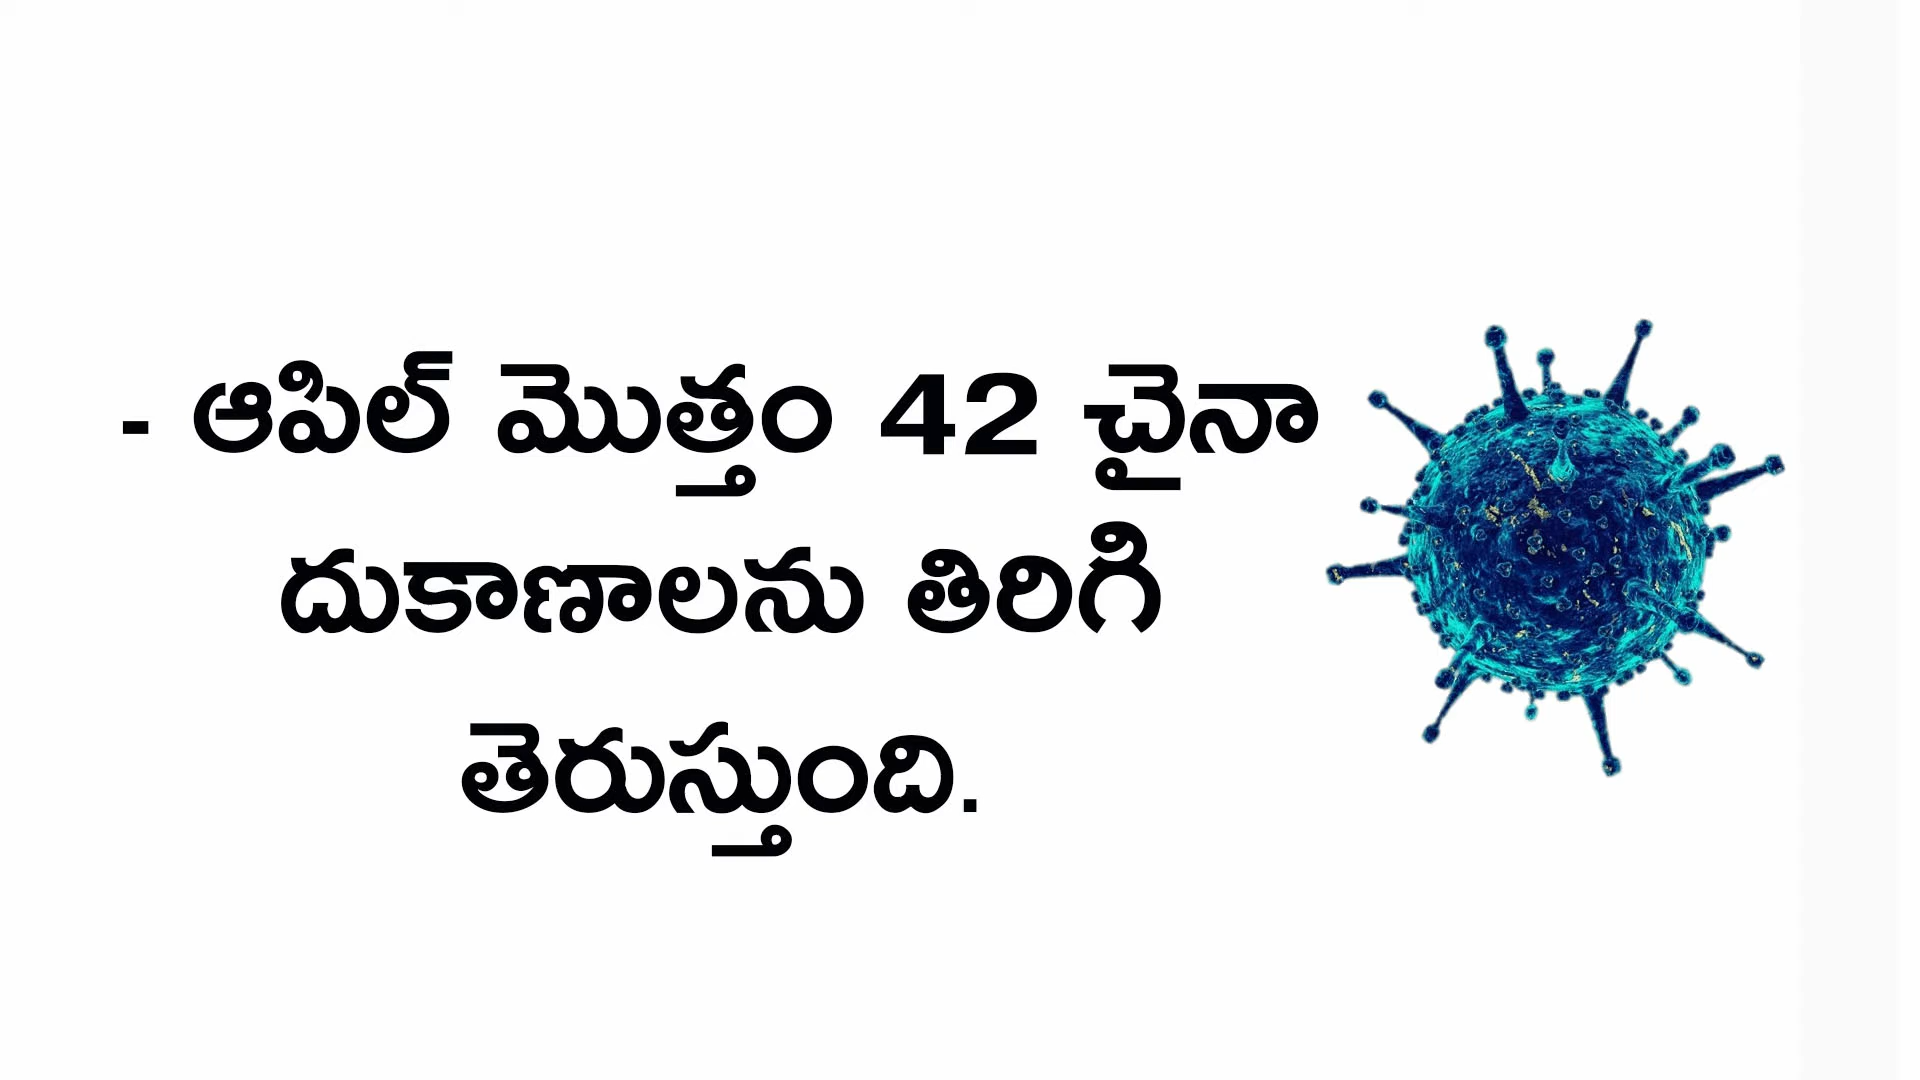 - ఆపిల్ మొత్తం 42 చైనా
దుకాణాలను తిరిగి
తెరుస్తుంది.